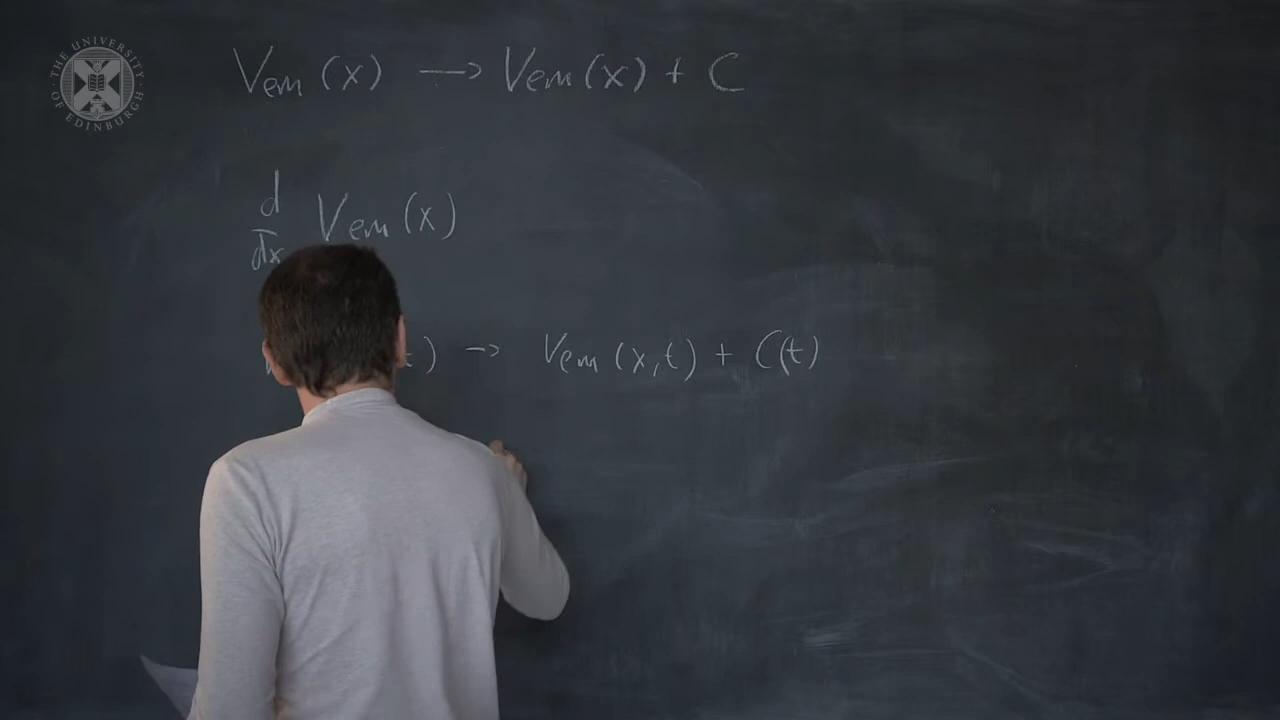 THE UNIVERSITY OF EDINBURGH
Vem (x) → Vem (x) + C
d/dx Vem (x)
t) → Vem (x,t) + C(t)